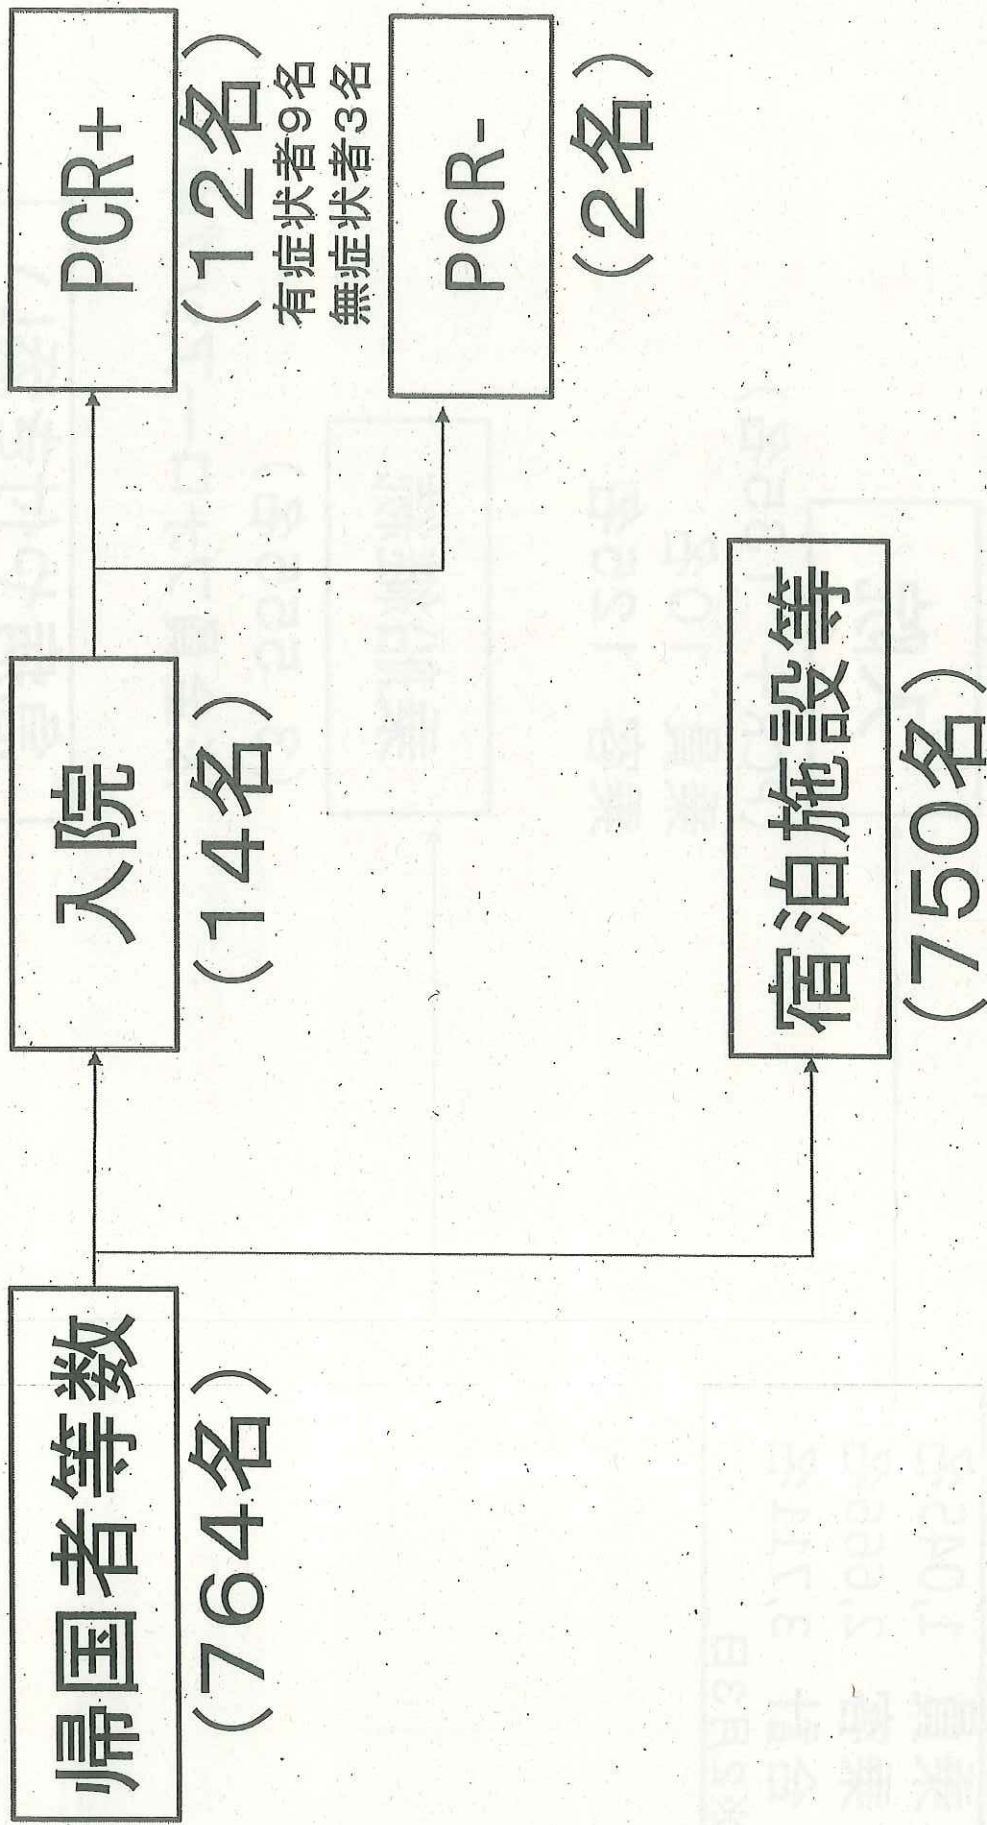 帰国者等数
(764名)
入院
(14名)
PCR+
(12名)
有症状者9名
無症状者3名
PCR-
(2名)
宿泊施設等
(750名)